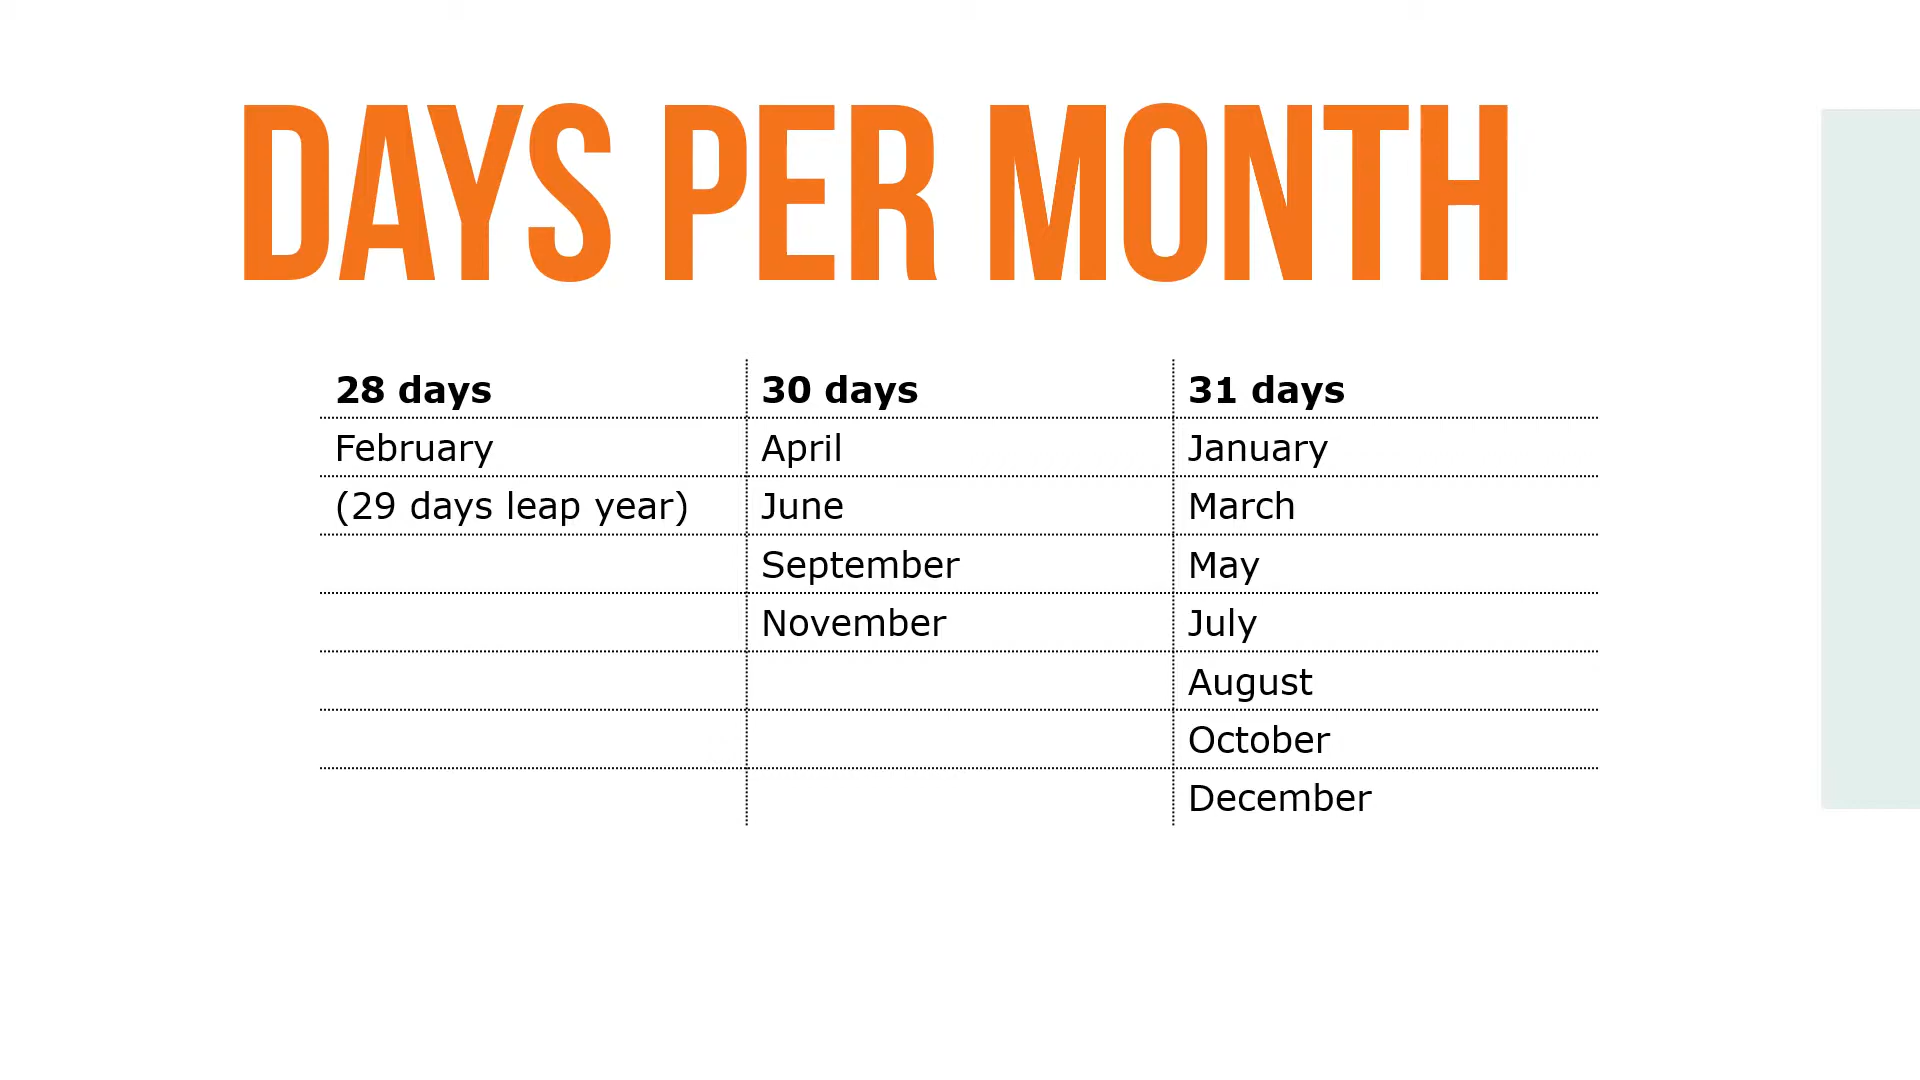 DAYS PER MONTH
28 days 30 days 31 days
February April January
(29 days leap year) June March
September May
November July
August
October
December